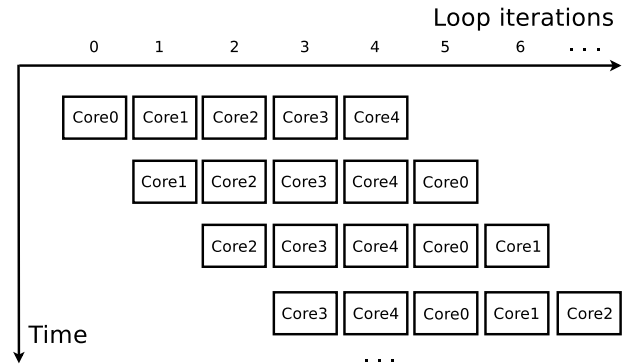 Loop iterations
0 1 2 3 4 5 6 ...
Core0 Core1 Core2 Core3 Core4
Core1 Core2 Core3 Core4 Core0
Core2 Core3 Core4 Core0 Core1
Core3 Core4 Core0 Core1 Core2
Time
...